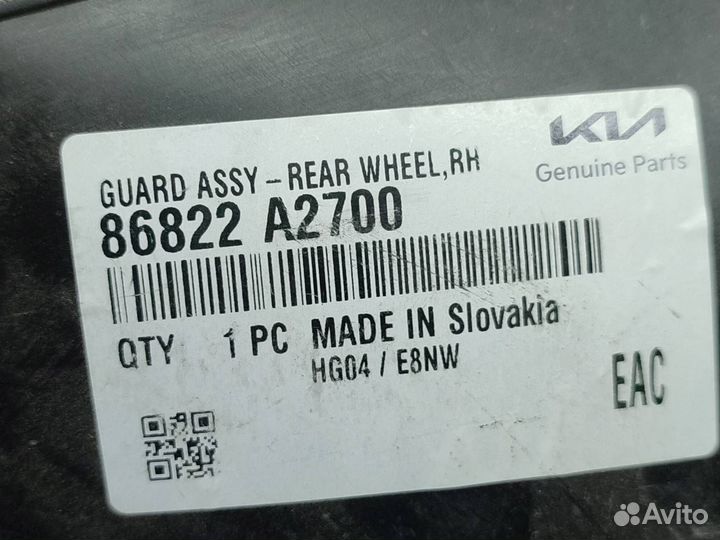 KIA
Genuine Parts
GUARD ASSY-REAR WHEEL,RH
86822 A2700
QTY 1 PC MADE IN Slovakia
HG04 / E8NW
EAC
Avito